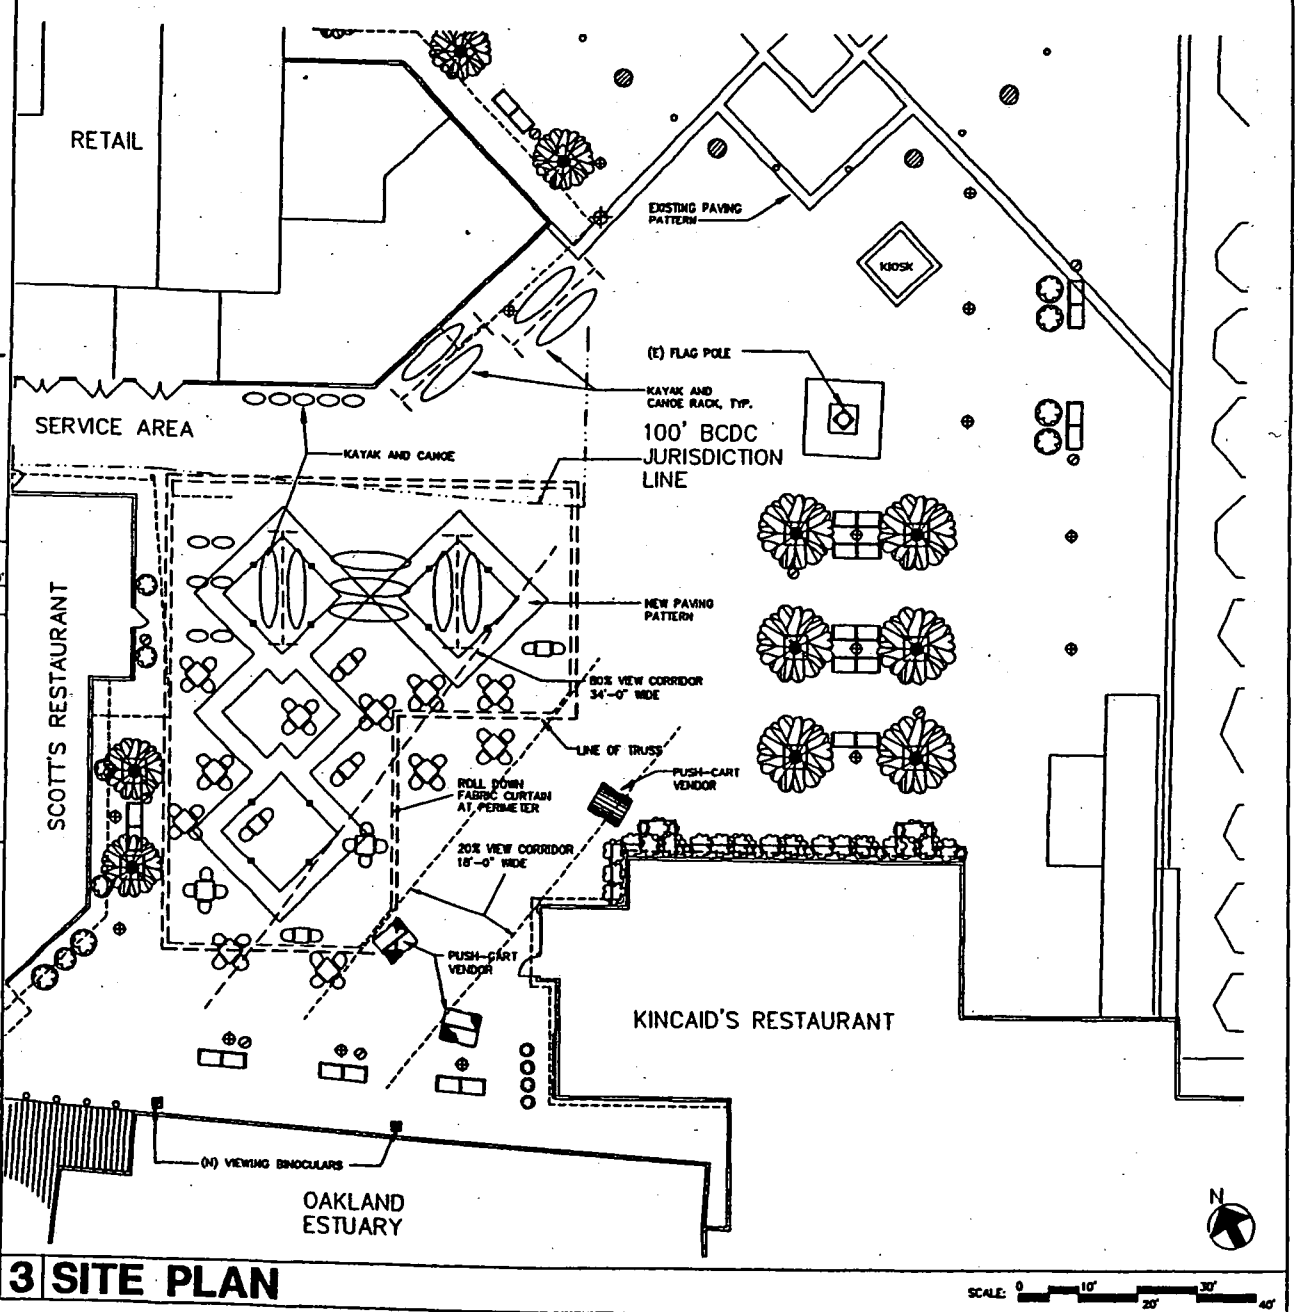 RETAIL
EXISTING PAVING
PATTERN
KIOSK
(E) FLAG POLE
KAYAK AND
CANOE RACK, TYP.
SERVICE AREA
100' BCDC
JURISDICTION
LINE
KAYAK AND CANOE
NEW PAVING
PATTERN
SCOTT'S RESTAURANT
80% VIEW CORRIDOR
34'-0" WIDE
LINE OF TRUSS
ROLL DOWN
FABRIC CURTAIN
AT PERIMETER
PUSH-CART
VENDOR
20% VIEW CORRIDOR
18'-0" WIDE
PUSH-CART
VENDOR
KINCAID'S RESTAURANT
(N) VIEWING BINOCULARS
OAKLAND
ESTUARY
N
3 SITE PLAN
SCALE: 0 10' 20' 30' 40'